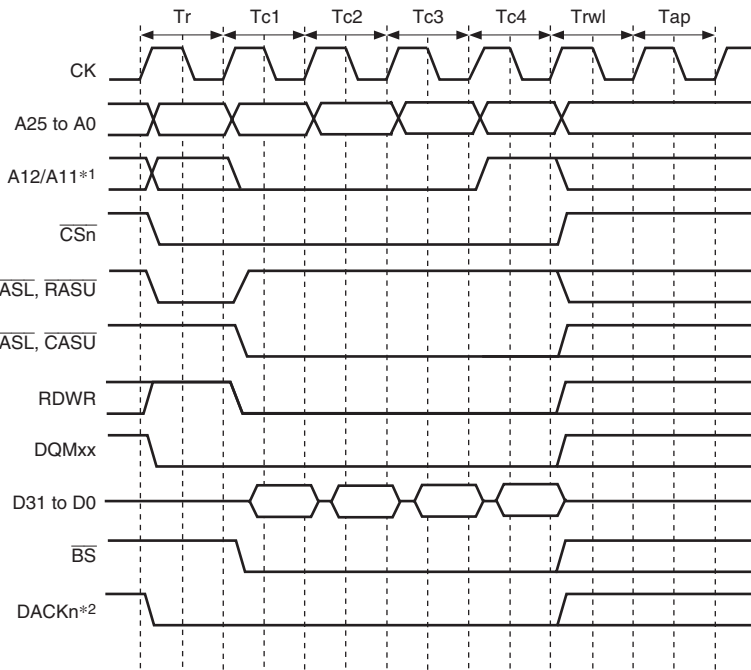 Tr Tc1 Tc2 Tc3 Tc4 Trwl Tap
CK
A25 to A0
A12/A11*1
CSn
ASL, RASU
ASL, CASU
RDWR
DQMxx
D31 to D0
BS
DACKn*2